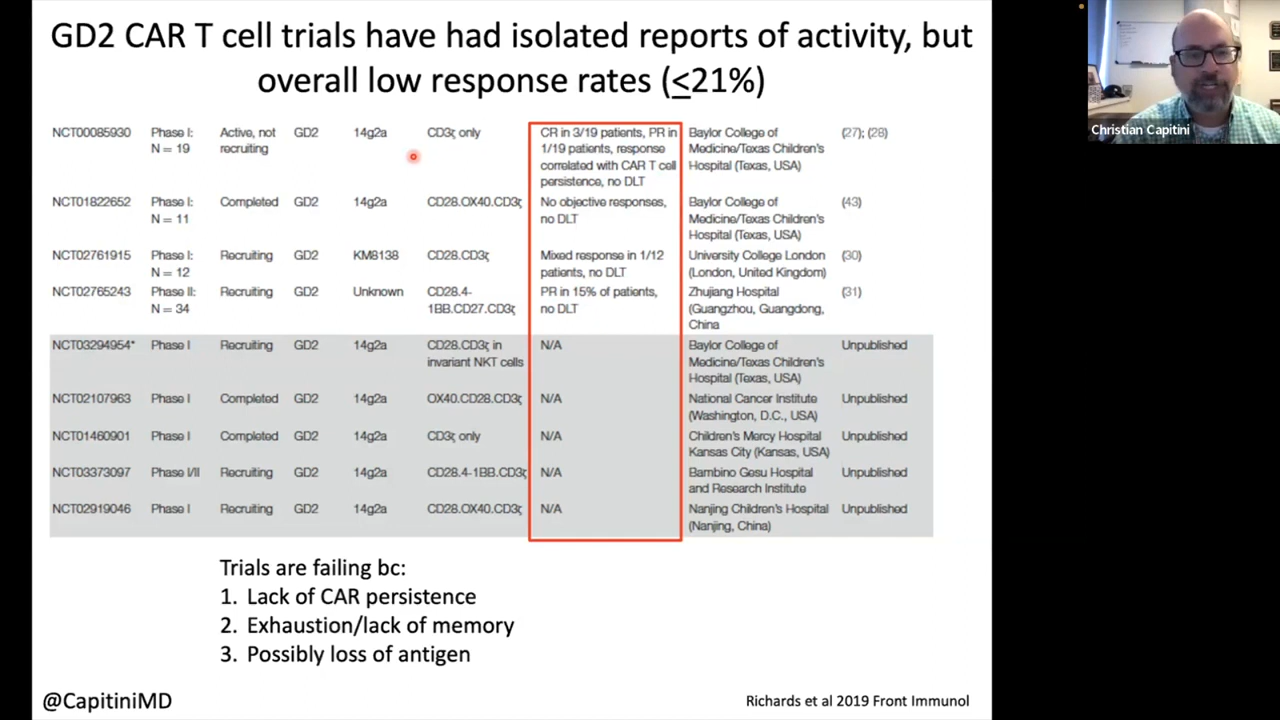 GD2 CAR T cell trials have had isolated reports of activity, but
overall low response rates (≤21%)
Christian Capitini
NCT00085930 Phase I: Active, not GD2 14g2a CD3ζ only CR in 3/19 patients, PR in Baylor College of (27); (28)
N = 19 recruiting 1/19 patients, response Medicine/Texas Children's
correlated with CAR T cell Hospital (Texas, USA)
persistence, no DLT
NCT01822652 Phase I: Completed GD2 14g2a CD28.OX40.CD3ζ No objective responses, Baylor College of (43)
N = 11 no DLT Medicine/Texas Children's
Hospital (Texas, USA)
NCT02761915 Phase I: Recruiting GD2 KM8138 CD28.CD3ζ Mixed response in 1/12 University College London (30)
N = 12 patients, no DLT (London, United Kingdom)
NCT02765243 Phase II: Recruiting GD2 Unknown CD28.4- PR in 15% of patients, Zhujiang Hospital (31)
N = 34 1BB.CD27.CD3ζ no DLT (Guangzhou, Guangdong,
China
NCT03294954* Phase I Recruiting GD2 14g2a CD28.CD3ζ in N/A Baylor College of Unpublished
invariant NKT cells Medicine/Texas Children's
Hospital (Texas, USA)
NCT02107963 Phase I Completed GD2 14g2a OX40.CD28.CD3ζ N/A National Cancer Institute Unpublished
(Washington, D.C., USA)
NCT01460901 Phase I Completed GD2 14g2a CD3ζ only N/A Children's Mercy Hospital Unpublished
Kansas City (Kansas, USA)
NCT03373097 Phase I/II Recruiting GD2 14g2a CD28.4-1BB.CD3ζ N/A Bambino Gesu Hospital Unpublished
and Research Institute
NCT02919046 Phase I Recruiting GD2 14g2a CD28.OX40.CD3ζ N/A Nanjing Children's Hospital Unpublished
(Nanjing, China)
Trials are failing bc:
1. Lack of CAR persistence
2. Exhaustion/lack of memory
3. Possibly loss of antigen
@CapitiniMD
Richards et al 2019 Front Immunol